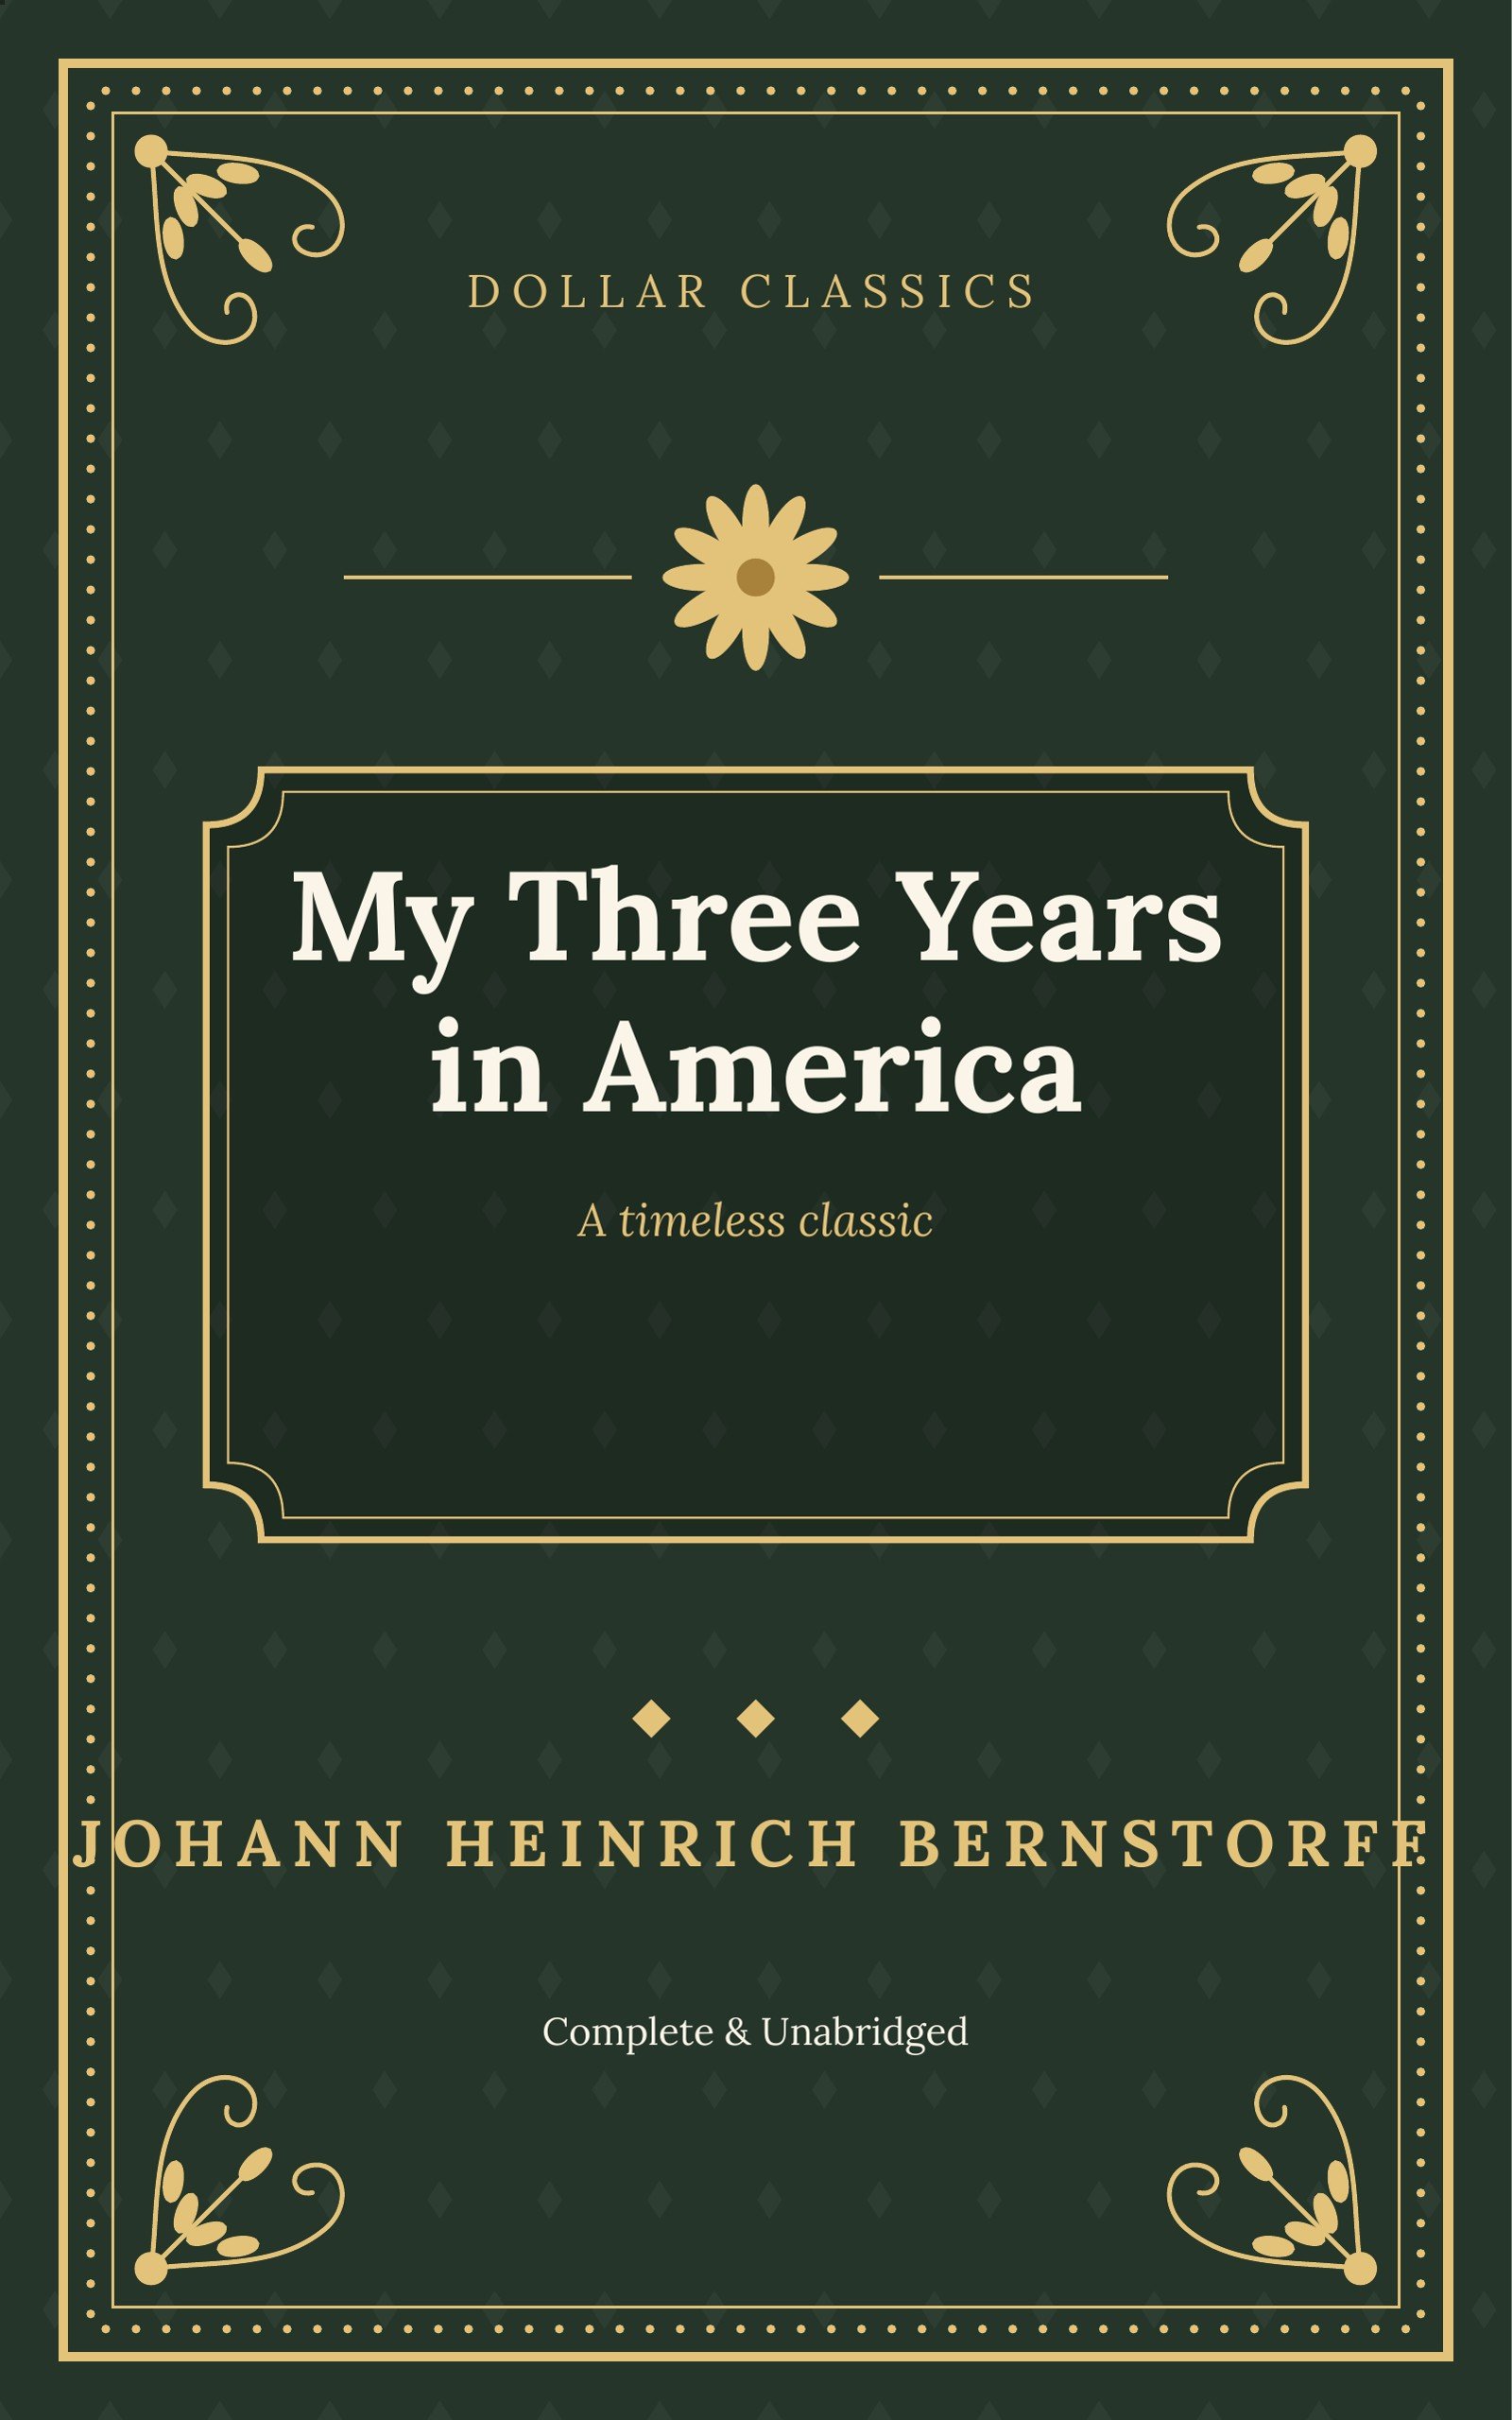 DOLLAR CLASSICS
My Three Years
in America
A timeless classic
JOHANN HEINRICH BERNSTORFF
Complete & Unabridged